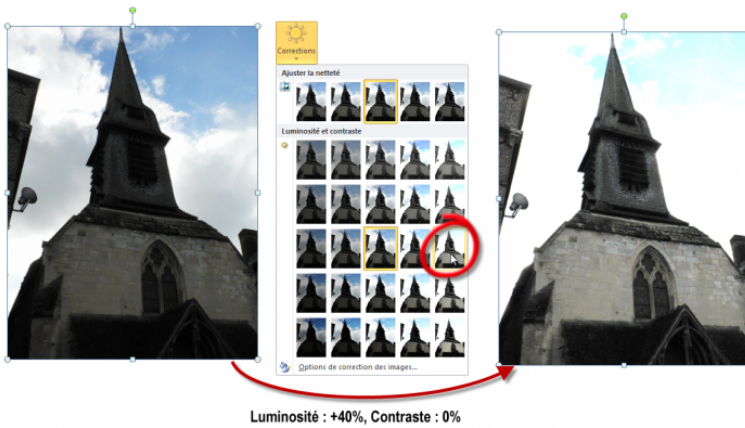 Corrections
Ajuster la netteté
Luminosité et contraste
Options de correction des images...
Luminosité : +40%, Contraste : 0%